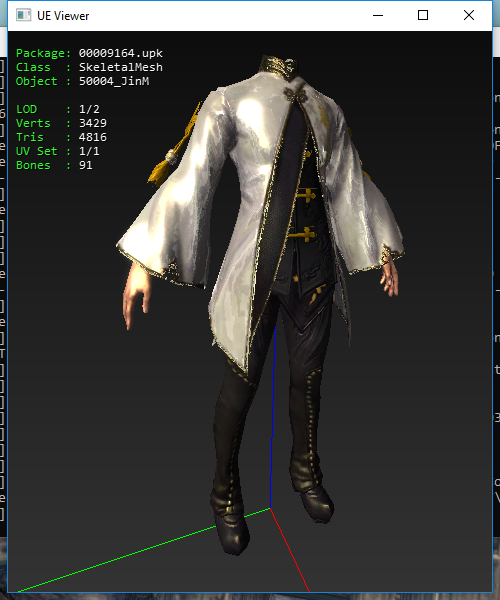 UE Viewer
Package: 00009164.upk
Class : SkeletalMesh
Object : 50004_JinM
LOD : 1/2
Verts : 3429
Tris : 4816
UV Set : 1/1
Bones : 91